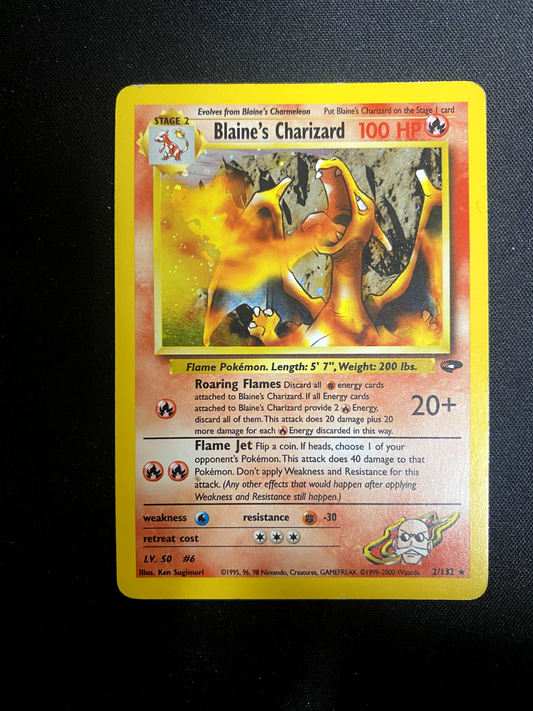 Evolves from Blaine's Charmeleon Put Blaine's Charizard on the Stage 1 card
STAGE 2
Blaine's Charizard 100 HP
Flame Pokémon. Length: 5' 7", Weight: 200 lbs.
Roaring Flames Discard all energy cards
attached to Blaine's Charizard. If all Energy cards
attached to Blaine's Charizard provide 2 Energy,
discard all of them. This attack does 20 damage plus 20
more damage for each Energy discarded in this way.
20+
Flame Jet Flip a coin. If heads, choose 1 of your
opponent's Pokémon. This attack does 40 damage to that
Pokémon. Don't apply Weakness and Resistance for this
attack. (Any other effects that would happen after applying
Weakness and Resistance still happen.)
weakness resistance -30
retreat cost
LV. 50 #6
Illus. Ken Sugimori ©1995, 96, 98 Nintendo, Creatures, GAMEFREAK. ©1999-2000 Wizards. 2/132 ★